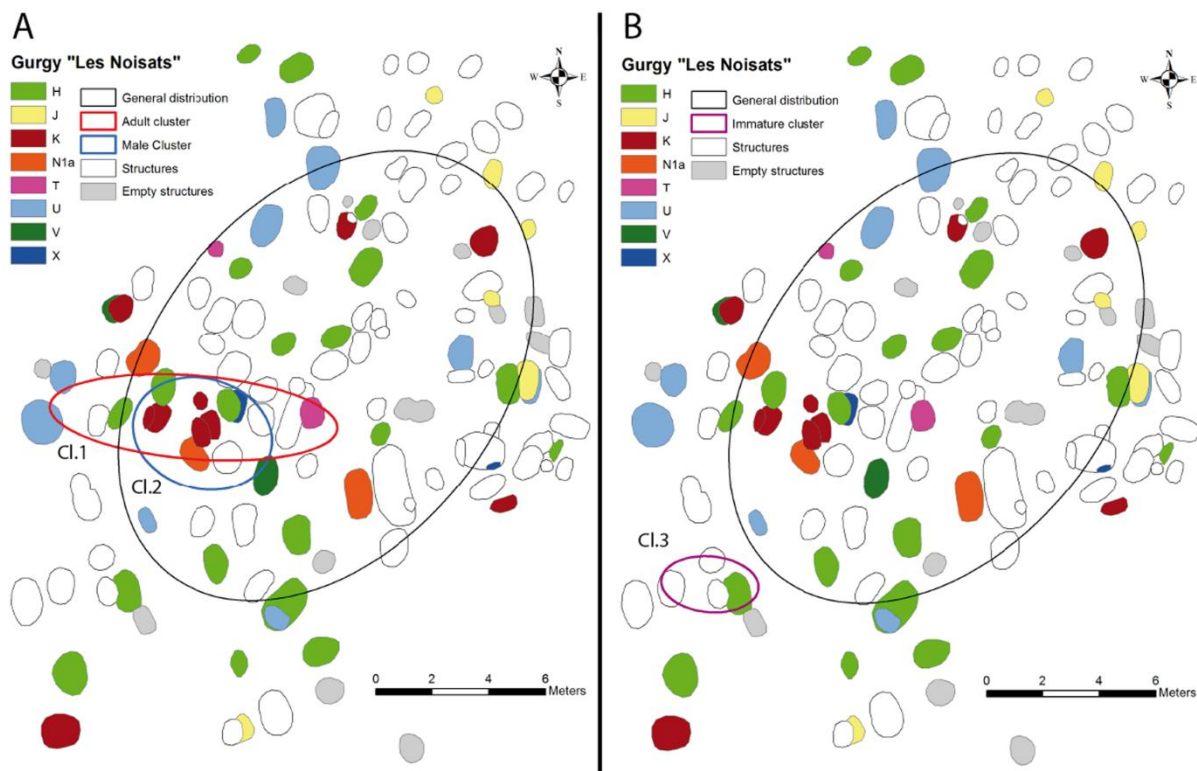 A
Gurgy "Les Noisats"
H
J
K
N1a
T
U
V
X
General distribution
Adult cluster
Male Cluster
Structures
Empty structures
N
W E
S
Cl.1
Cl.2
0 2 4 6
Meters
B
Gurgy "Les Noisats"
H
J
K
N1a
T
U
V
X
General distribution
Immature cluster
Structures
Empty structures
N
W E
S
Cl.3
0 2 4 6
Meters